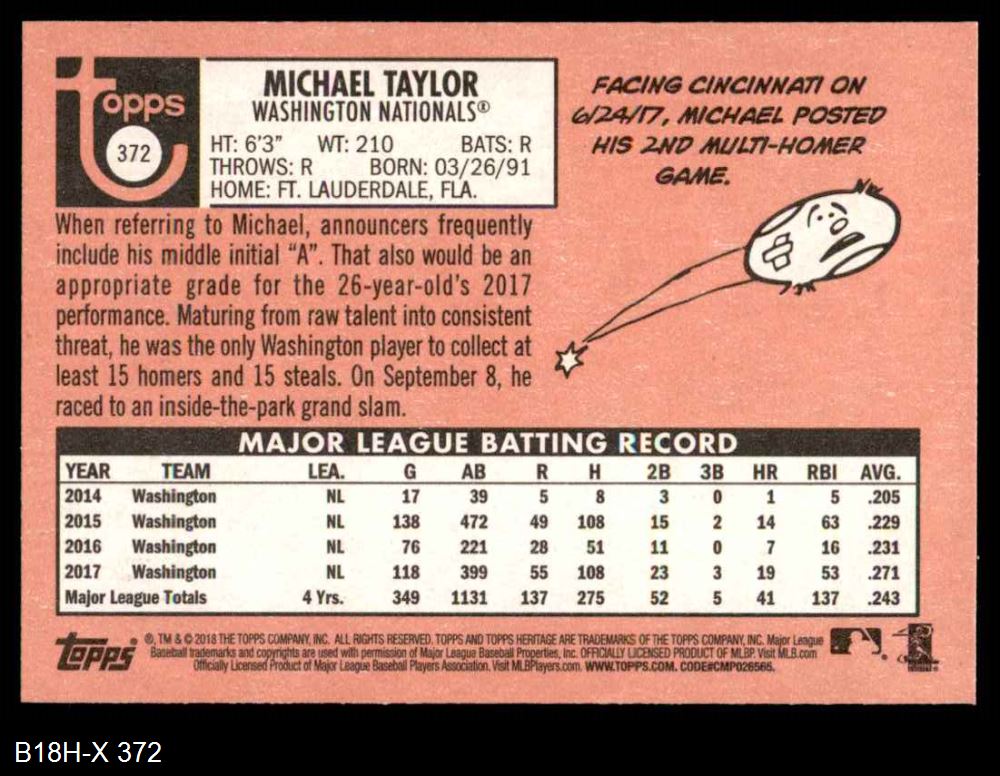 Topps
372
MICHAEL TAYLOR
WASHINGTON NATIONALS®
HT: 6'3" WT: 210 BATS: R
THROWS: R BORN: 03/26/91
HOME: FT. LAUDERDALE, FLA.
FACING CINCINNATI ON
6/24/17, MICHAEL POSTED
HIS 2ND MULTI-HOMER
GAME.
When referring to Michael, announcers frequently
include his middle initial “A”. That also would be an
appropriate grade for the 26-year-old's 2017
performance. Maturing from raw talent into consistent
threat, he was the only Washington player to collect at
least 15 homers and 15 steals. On September 8, he
raced to an inside-the-park grand slam.
MAJOR LEAGUE BATTING RECORD
YEAR TEAM LEA. G AB R H 2B 3B HR RBI AVG.
2014 Washington NL 17 39 5 8 3 0 1 5 .205
2015 Washington NL 138 472 49 108 15 2 14 63 .229
2016 Washington NL 76 221 28 51 11 0 7 16 .231
2017 Washington NL 118 399 55 108 23 3 19 53 .271
Major League Totals 4 Yrs. 349 1131 137 275 52 5 41 137 .243
Topps
®, TM & © 2018 THE TOPPS COMPANY, INC. ALL RIGHTS RESERVED. TOPPS AND TOPPS HERITAGE ARE TRADEMARKS OF THE TOPPS COMPANY, INC. Major League
Baseball trademarks and copyrights are used with permission of Major League Baseball Properties, Inc. OFFICIALLY LICENSED PRODUCT OF MLBP. Visit MLB.com
Officially Licensed Product of Major League Baseball Players Association. Visit MLBPlayers.com. WWW.TOPPS.COM. CODE#CMP026566.
B18H-X 372